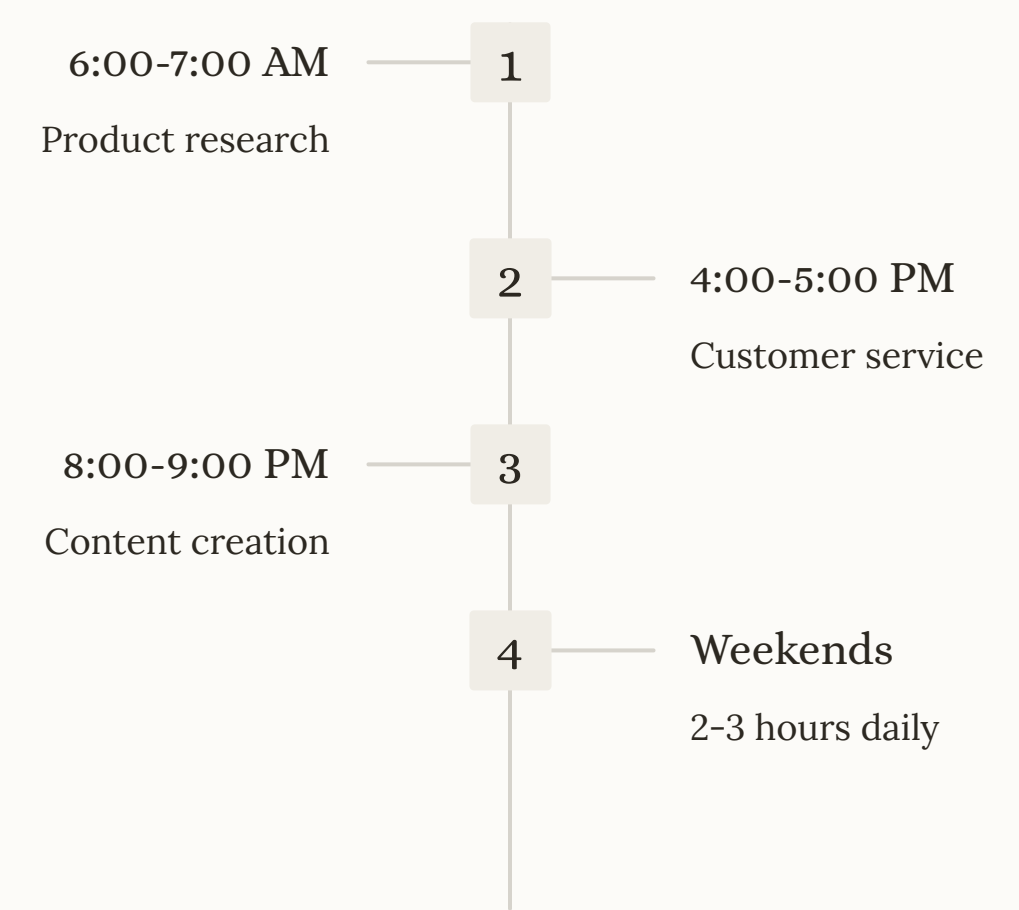 1
6:00-7:00 AM
Product research
2
4:00-5:00 PM
Customer service
3
8:00-9:00 PM
Content creation
4
Weekends
2-3 hours daily